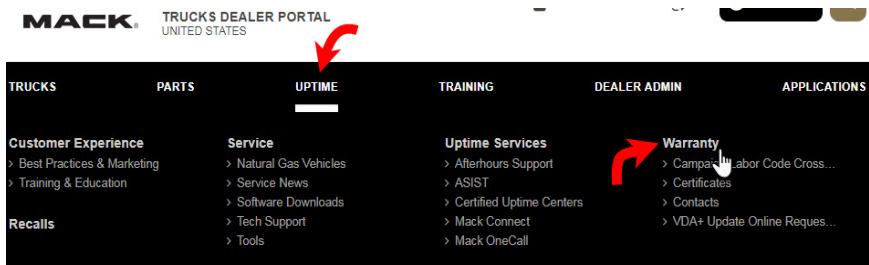 MACK.
TRUCKS DEALER PORTAL
UNITED STATES
TRUCKS PARTS UPTIME TRAINING DEALER ADMIN APPLICATIONS
Customer Experience
> Best Practices & Marketing
> Training & Education
Recalls
Service
> Natural Gas Vehicles
> Service News
> Software Downloads
> Tech Support
> Tools
Uptime Services
> Afterhours Support
> ASIST
> Certified Uptime Centers
> Mack Connect
> Mack OneCall
Warranty
> Campaign Labor Code Cross...
> Certificates
> Contacts
> VDA+ Update Online Reques...